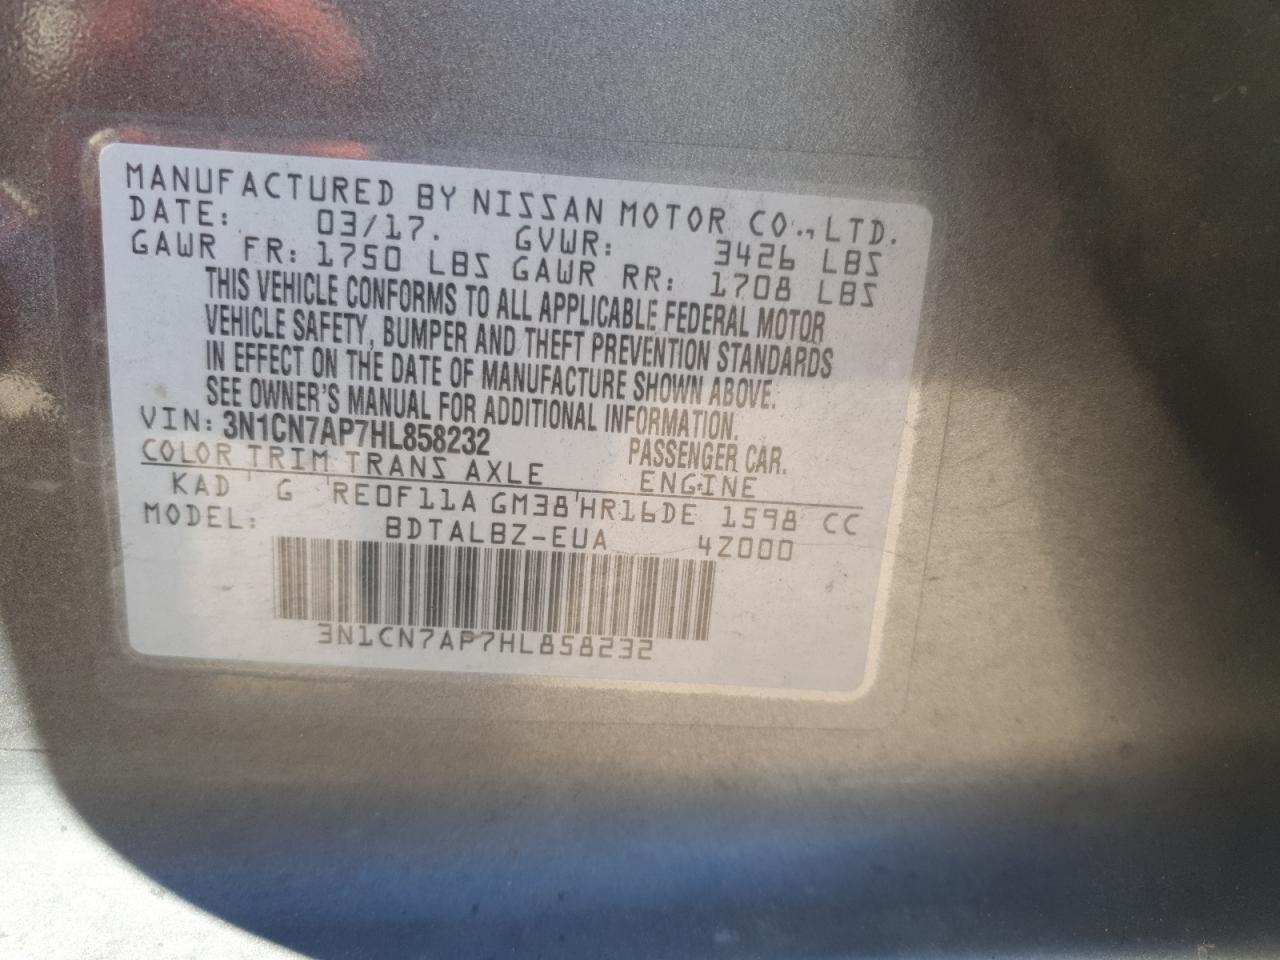 MANUFACTURED BY NISSAN MOTOR CO., LTD.
DATE: 03/17. GVWR: 3426 LBS
GAWR FR: 1750 LBS GAWR RR: 1708 LBS
THIS VEHICLE CONFORMS TO ALL APPLICABLE FEDERAL MOTOR
VEHICLE SAFETY, BUMPER AND THEFT PREVENTION STANDARDS
IN EFFECT ON THE DATE OF MANUFACTURE SHOWN ABOVE.
SEE OWNER'S MANUAL FOR ADDITIONAL INFORMATION.
VIN: 3N1CN7AP7HL858232 PASSENGER CAR.
COLOR TRIM TRANS AXLE ENGINE
KAD G RE0F11A GM38 HR16DE 1598 CC
MODEL: BDTALBZ-EUA 4Z000
3N1CN7AP7HL858232